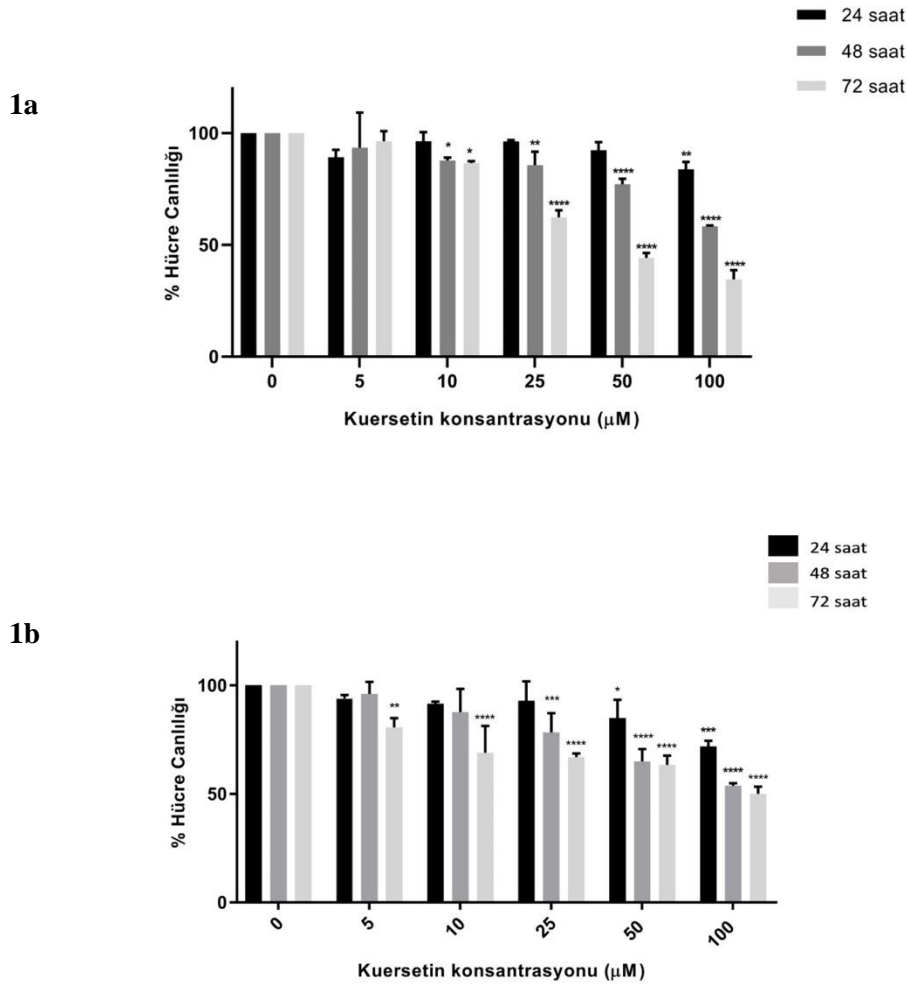 24 saat
48 saat
72 saat
1a
% Hücre Canlılığı
100
50
0
* *
** ****
**** ****
** **** ****
0 5 10 25 50 100
Kuersetin konsantrasyonu (µM)
24 saat
48 saat
72 saat
1b
% Hücre Canlılığı
100
50
0
**
****
*** ****
* **** ****
*** **** ****
0 5 10 25 50 100
Kuersetin konsantrasyonu (µM)